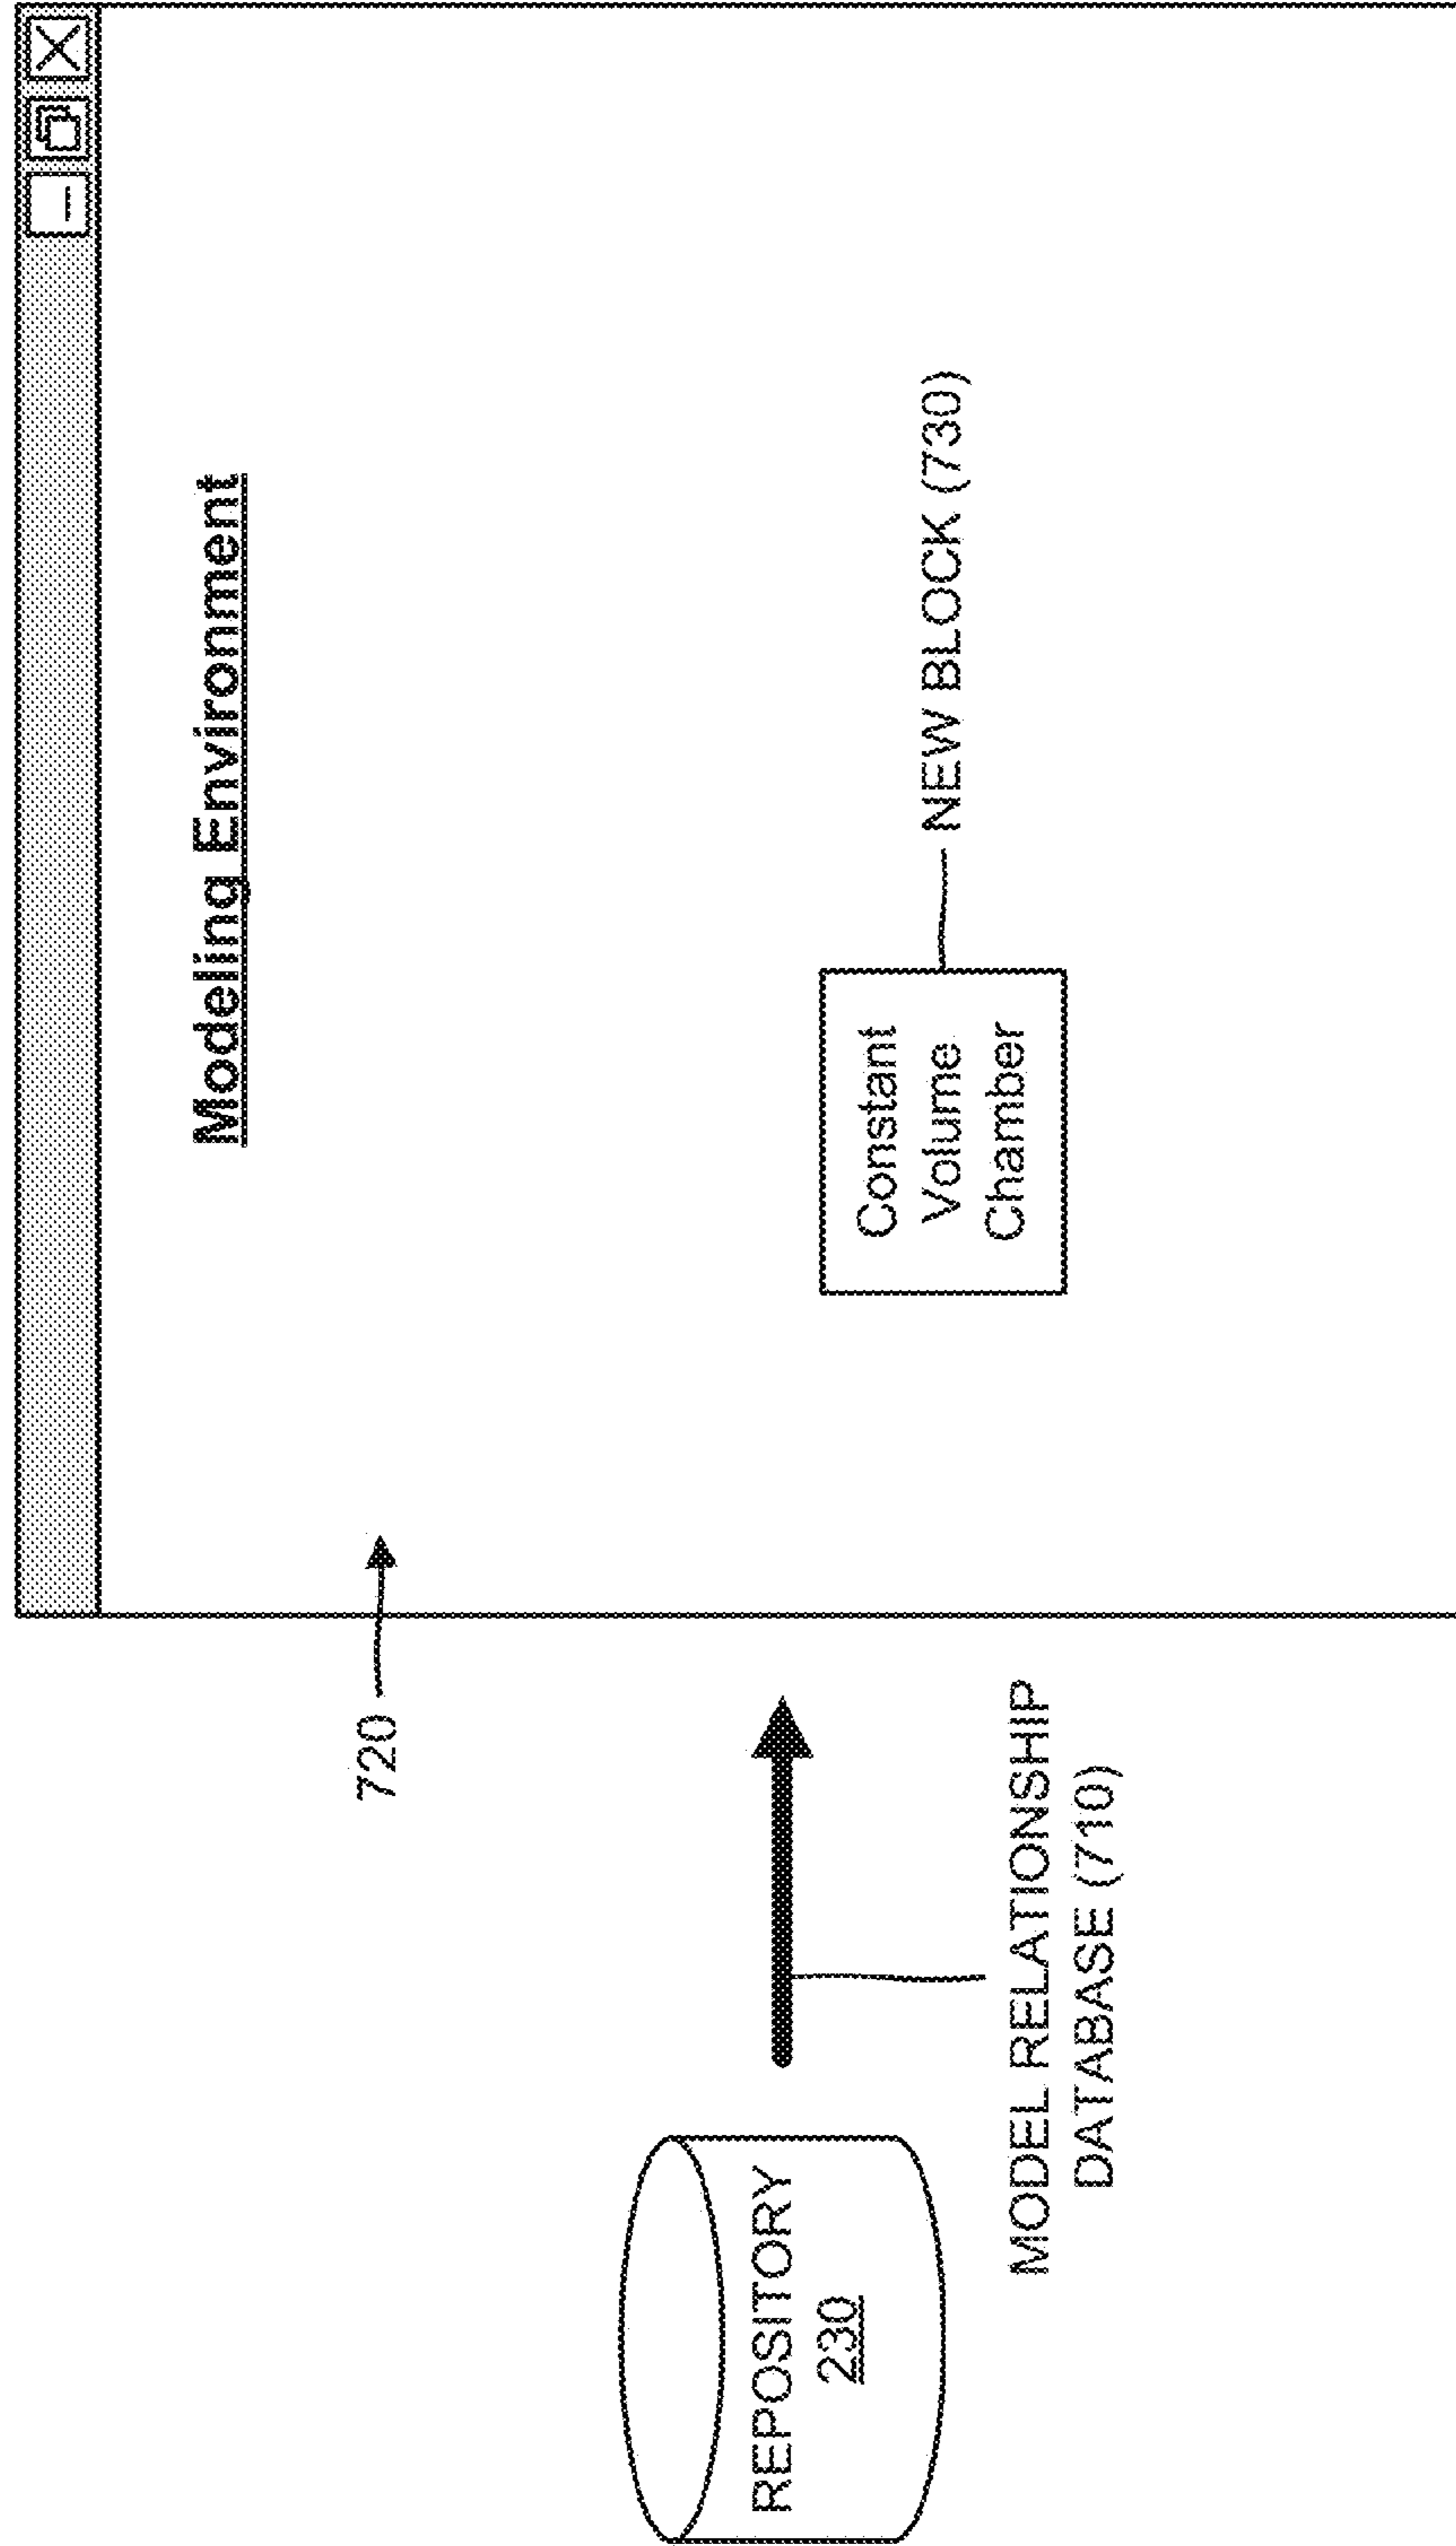 Modeling Environment
720
REPOSITORY
230
MODEL RELATIONSHIP
DATABASE (710)
Constant
Volume
Chamber
NEW BLOCK (730)